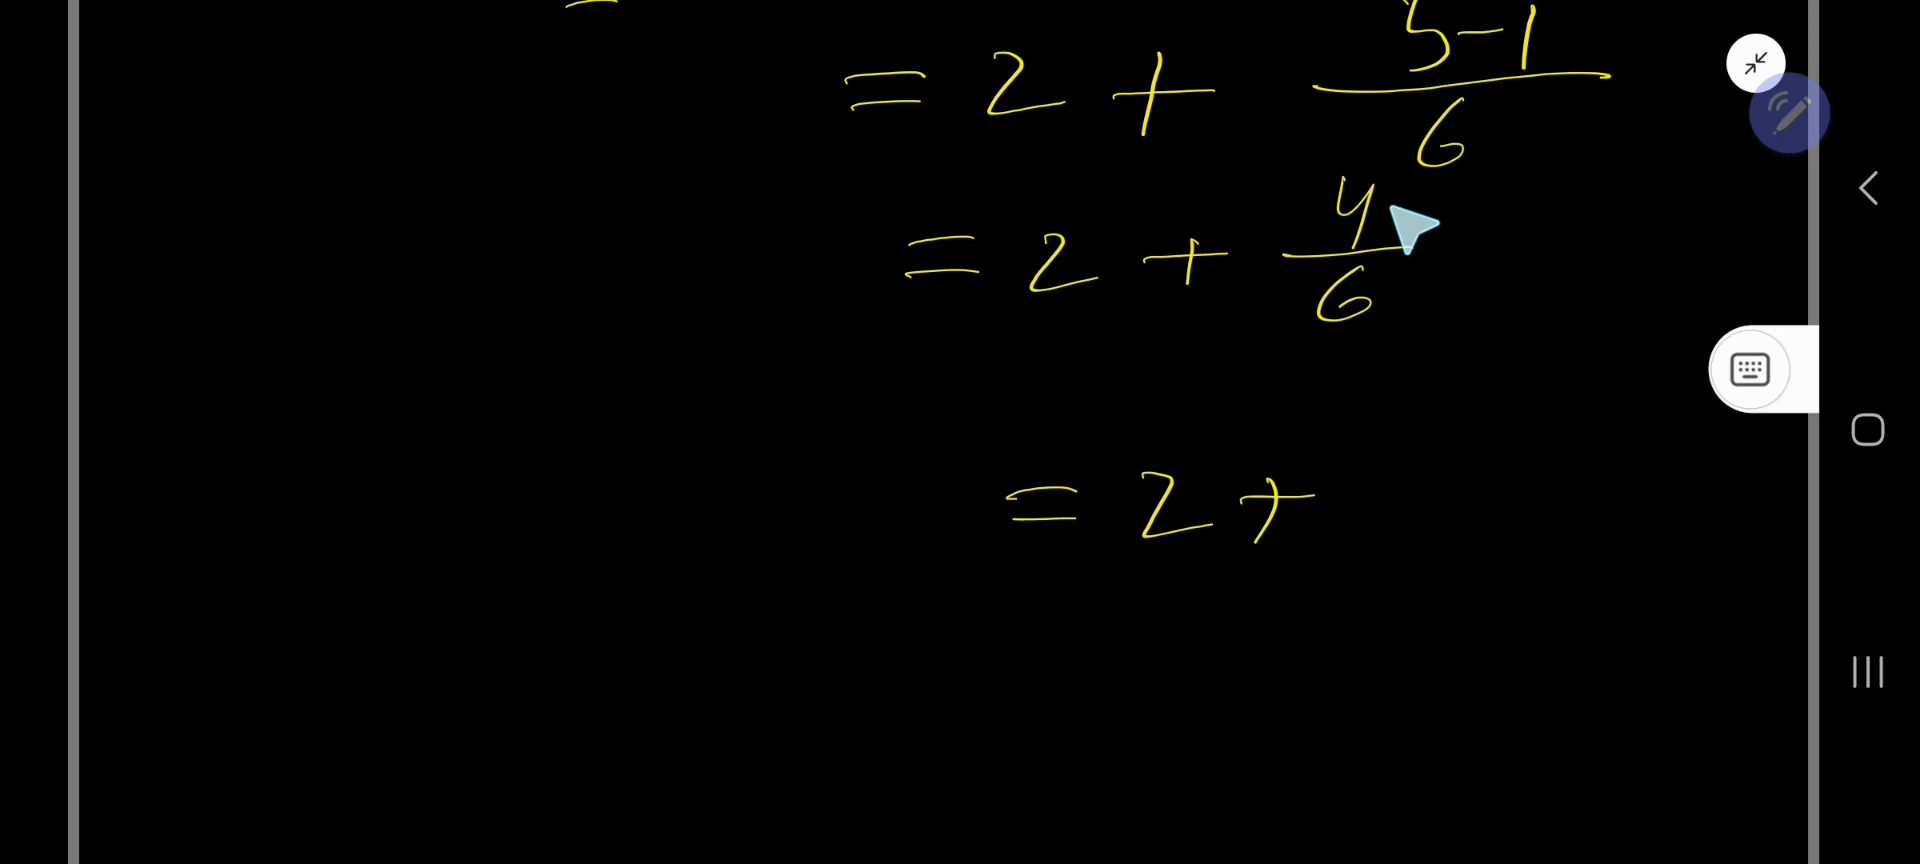 = 2 + 5-1/6
= 2 + 4/6
= 2 +